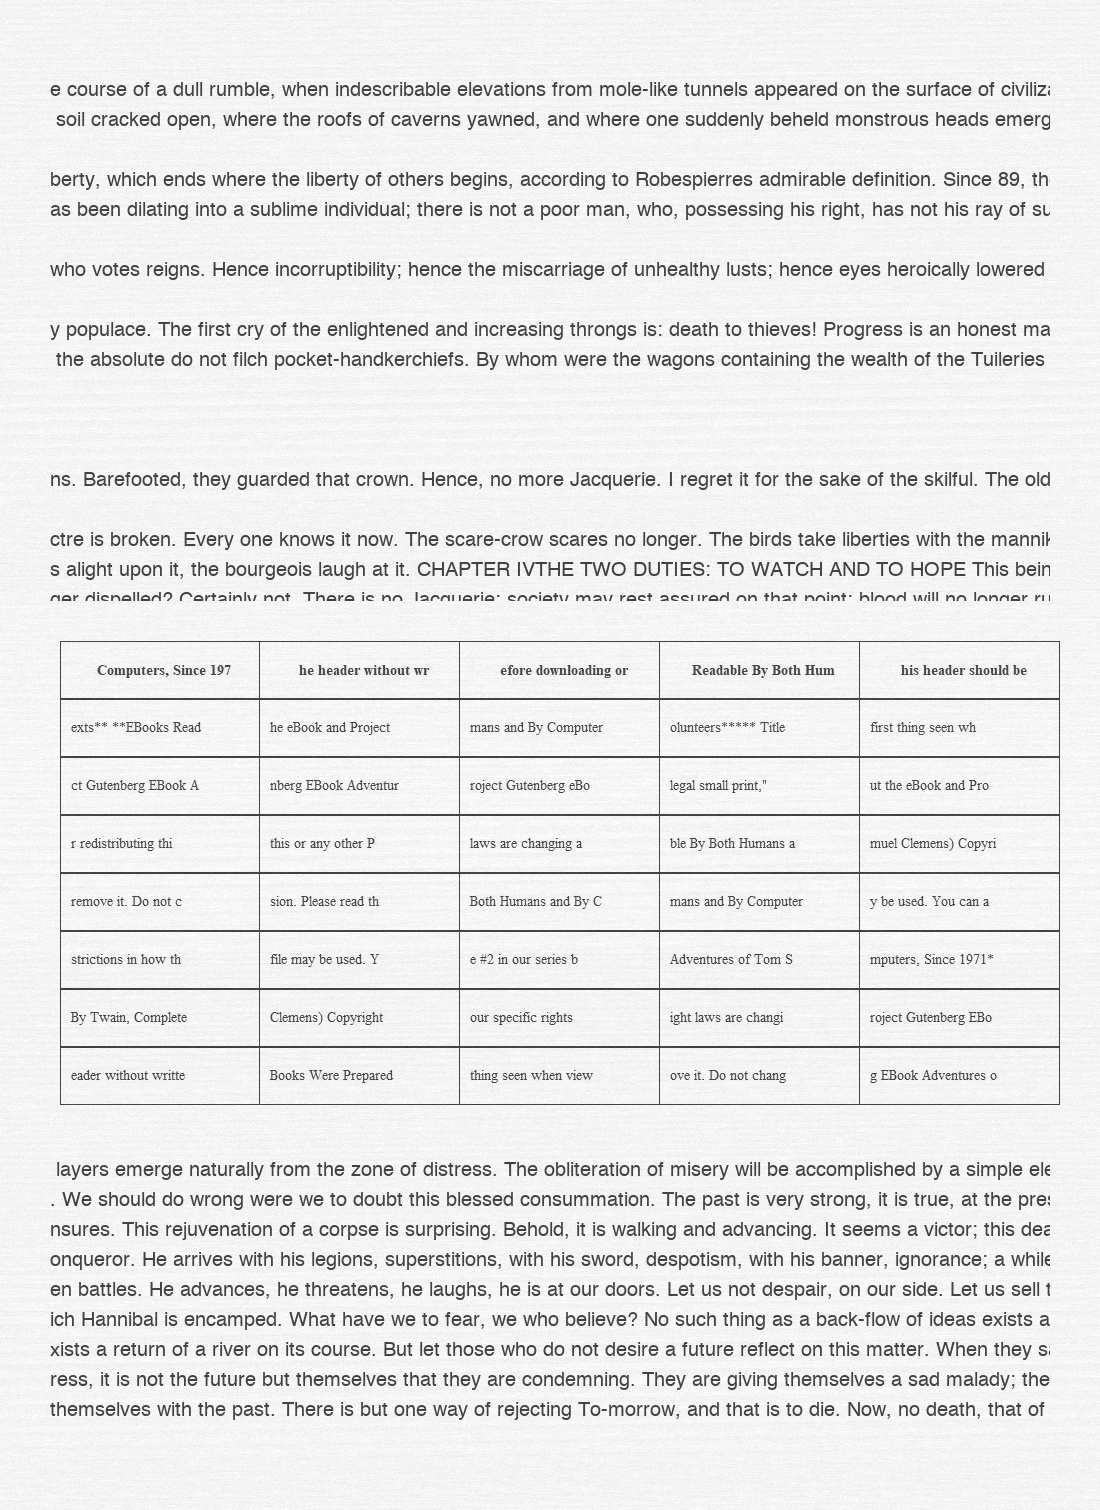 e course of a dull rumble, when indescribable elevations from mole-like tunnels appeared on the surface of
soil cracked open, where the roofs of caverns yawned, and where one suddenly beheld monstrous heads emerg
berty, which ends where the liberty of others begins, according to Robespierres admirable definition. Since 89, th
as been dilating into a sublime individual; there is not a poor man, who, possessing his right, has not his ray of su
who votes reigns. Hence incorruptibility; hence the miscarriage of unhealthy lusts; hence eyes heroically lowered
y populace. The first cry of the enlightened and increasing throngs is: death to thieves! Progress is an honest ma
the absolute do not filch pocket-handkerchiefs. By whom were the wagons containing the wealth of the Tuileries
ns. Barefooted, they guarded that crown. Hence, no more Jacquerie. I regret it for the sake of the skilful. The old
ctre is broken. Every one knows it now. The scare-crow scares no longer. The birds take liberties with the
s alight upon it, the bourgeois laugh at it. CHAPTER IVTHE TWO DUTIES: TO WATCH AND TO HOPE This bein
ger dispelled? Certainly not. There is no Jacquerie; society may rest assured on that point; blood will no longer ru
Computers, Since 197 he header without wr efore downloading or Readable By Both Hum his header should be
exts** **EBooks Read he eBook and Project mans and By Computer olunteers***** Title first thing seen wh
ct Gutenberg EBook A nberg EBook Adventur roject Gutenberg eBo legal small print," ut the eBook and Pro
r redistributing thi this or any other P laws are changing a ble By Both Humans a muel Clemens) Copyri
remove it. Do not c sion. Please read th Both Humans and By C mans and By Computer y be used. You can a
strictions in how th file may be used. Y e #2 in our series b Adventures of Tom S mputers, Since 1971*
By Twain, Complete Clemens) Copyright our specific rights ight laws are changi roject Gutenberg EBo
eader without writte Books Were Prepared thing seen when view ove it. Do not chang g EBook Adventures o
layers emerge naturally from the zone of distress. The obliteration of misery will be accomplished by a simple ele
. We should do wrong were we to doubt this blessed consummation. The past is very strong, it is true, at the pres
nsures. This rejuvenation of a corpse is surprising. Behold, it is walking and advancing. It seems a victor; this dea
onqueror. He arrives with his legions, superstitions, with his sword, despotism, with his banner, ignorance; a while
en battles. He advances, he threatens, he laughs, he is at our doors. Let us not despair, on our side. Let us sell t
ich Hannibal is encamped. What have we to fear, we who believe? No such thing as a back-flow of ideas exists a
xists a return of a river on its course. But let those who do not desire a future reflect on this matter. When they sa
ress, it is not the future but themselves that they are condemning. They are giving themselves a sad malady; the
themselves with the past. There is but one way of rejecting To-morrow, and that is to die. Now, no death, that of